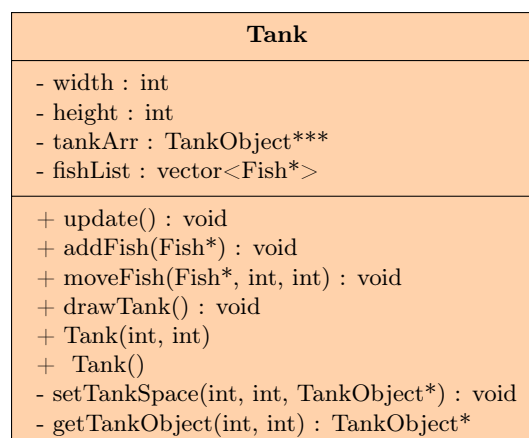 Tank
- width : int
- height : int
- tankArr : TankObject***
- fishList : vector<Fish*>
+ update() : void
+ addFish(Fish*) : void
+ moveFish(Fish*, int, int) : void
+ drawTank() : void
+ Tank(int, int)
+ Tank()
- setTankSpace(int, int, TankObject*) : void
- getTankObject(int, int) : TankObject*